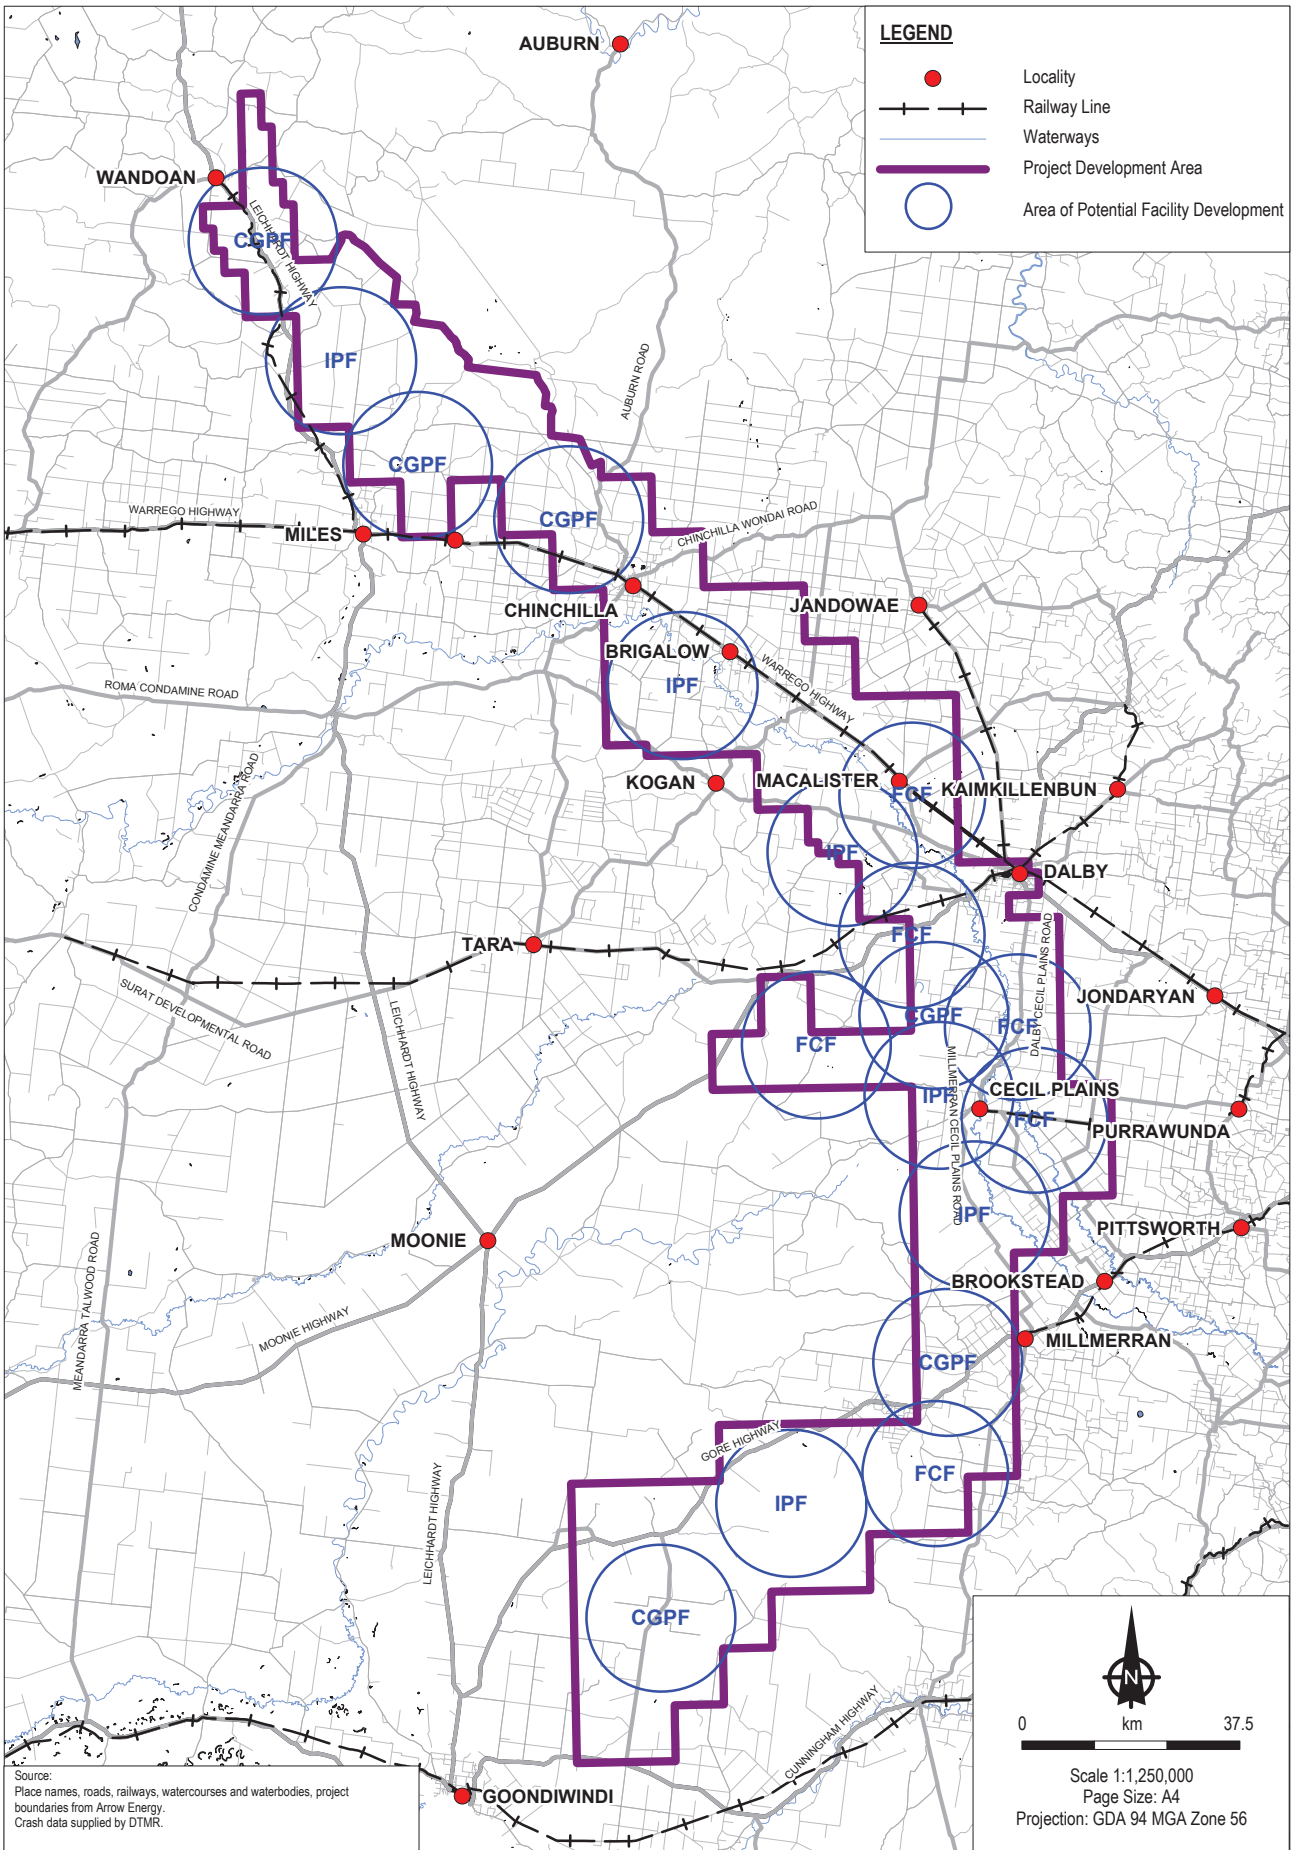 AUBURN
LEGEND
Locality
Railway Line
Waterways
Project Development Area
Area of Potential Facility Development
WANDOAN
LEICHHARDT HIGHWAY
CGPF
IPF
AUBURN ROAD
CGPF
WARREGO HIGHWAY
MILES
CGPF
CHINCHILLA WONDAI ROAD
CHINCHILLA
JANDOWAE
BRIGALOW
WARREGO HIGHWAY
IPF
ROMA CONDAMINE ROAD
CONDAMINE MEANDARRA ROAD
KOGAN
MACALISTER
FCF
KAIMKILLENBUN
IPF
DALBY
TARA
FCF
DALBY CECIL PLAINS ROAD
SURAT DEVELOPMENTAL ROAD
LEICHHARDT HIGHWAY
JONDARYAN
CGPF
FCF
FCF
MILLMERRAN CECIL PLAINS ROAD
CECIL PLAINS
IPF
FCF
PURRAWUNDA
IPF
PITTSWORTH
MOONIE
MEANDARRA TALWOOD ROAD
BROOKSTEAD
MOONIE HIGHWAY
MILLMERRAN
CGPF
GORE HIGHWAY
FCF
LEICHHARDT HIGHWAY
IPF
CGPF
CUNNINGHAM HIGHWAY
GOONDIWINDI
N
0 km 37.5
Scale 1:1,250,000
Page Size: A4
Projection: GDA 94 MGA Zone 56
Source:
Place names, roads, railways, watercourses and waterbodies, project
boundaries from Arrow Energy.
Crash data supplied by DTMR.